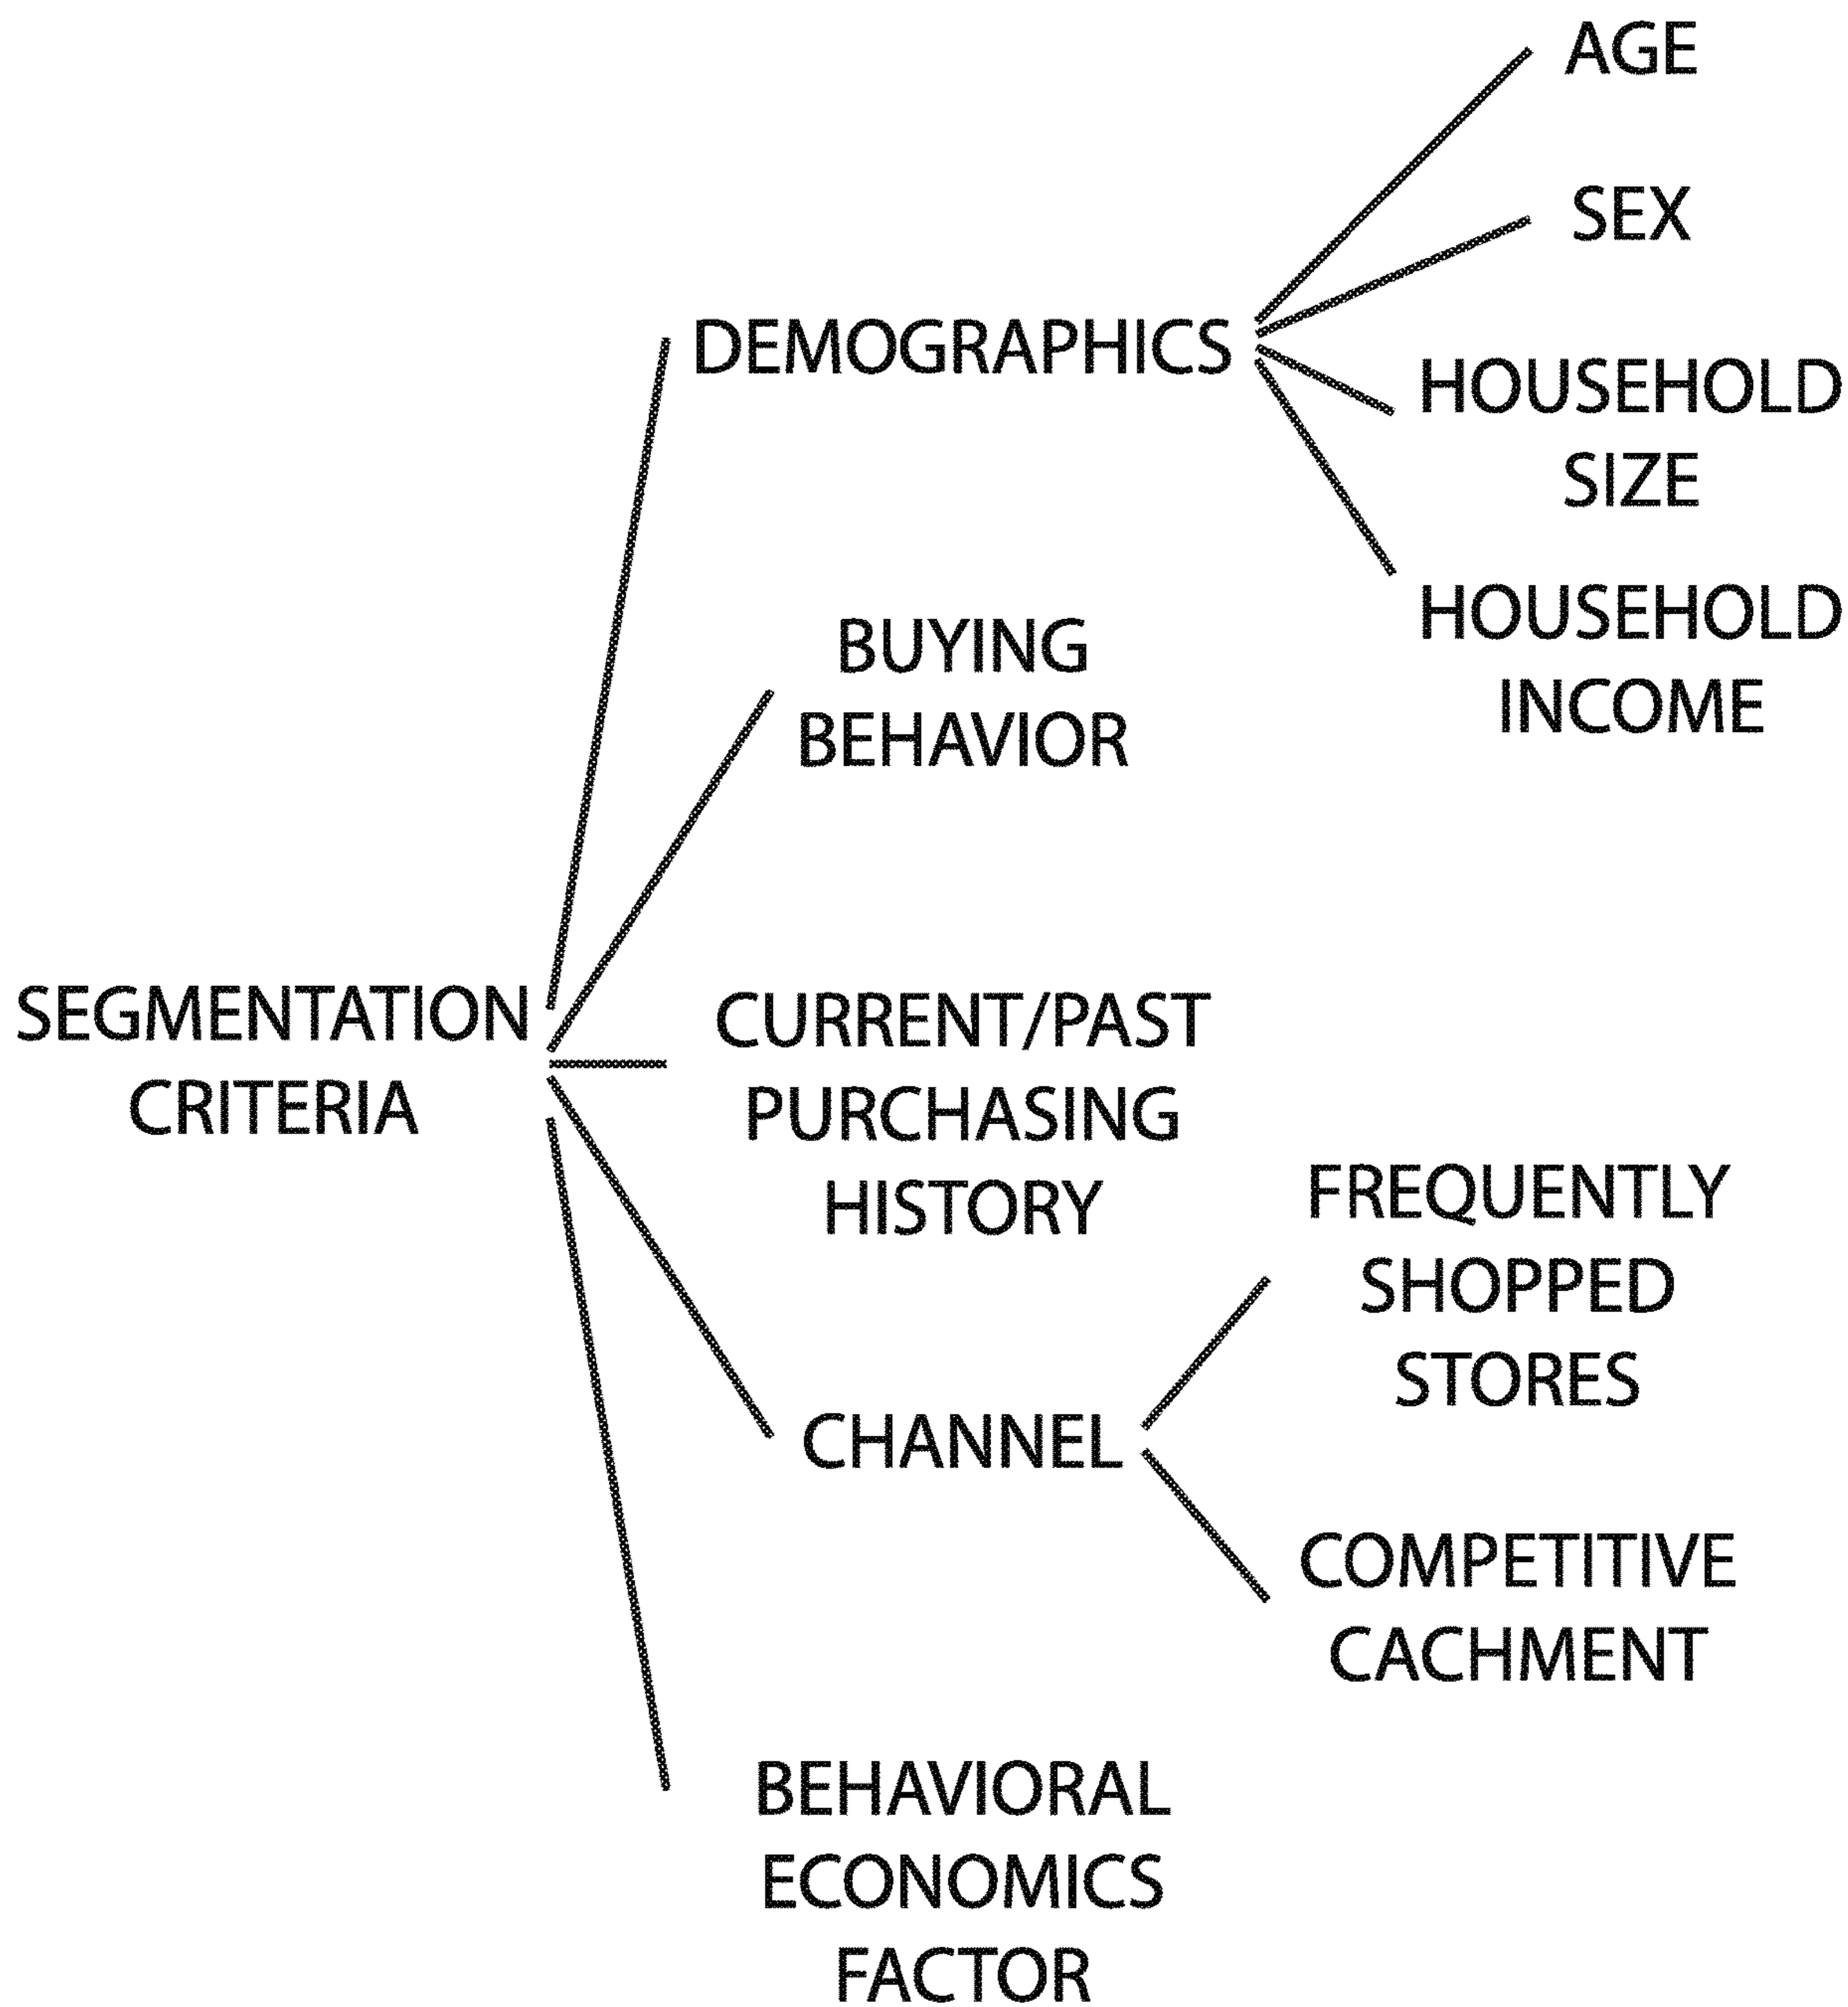 AGE
SEX
DEMOGRAPHICS
HOUSEHOLD
SIZE
HOUSEHOLD
INCOME
BUYING
BEHAVIOR
SEGMENTATION
CRITERIA
CURRENT/PAST
PURCHASING
HISTORY
FREQUENTLY
SHOPPED
STORES
CHANNEL
COMPETITIVE
CACHMENT
BEHAVIORAL
ECONOMICS
FACTOR